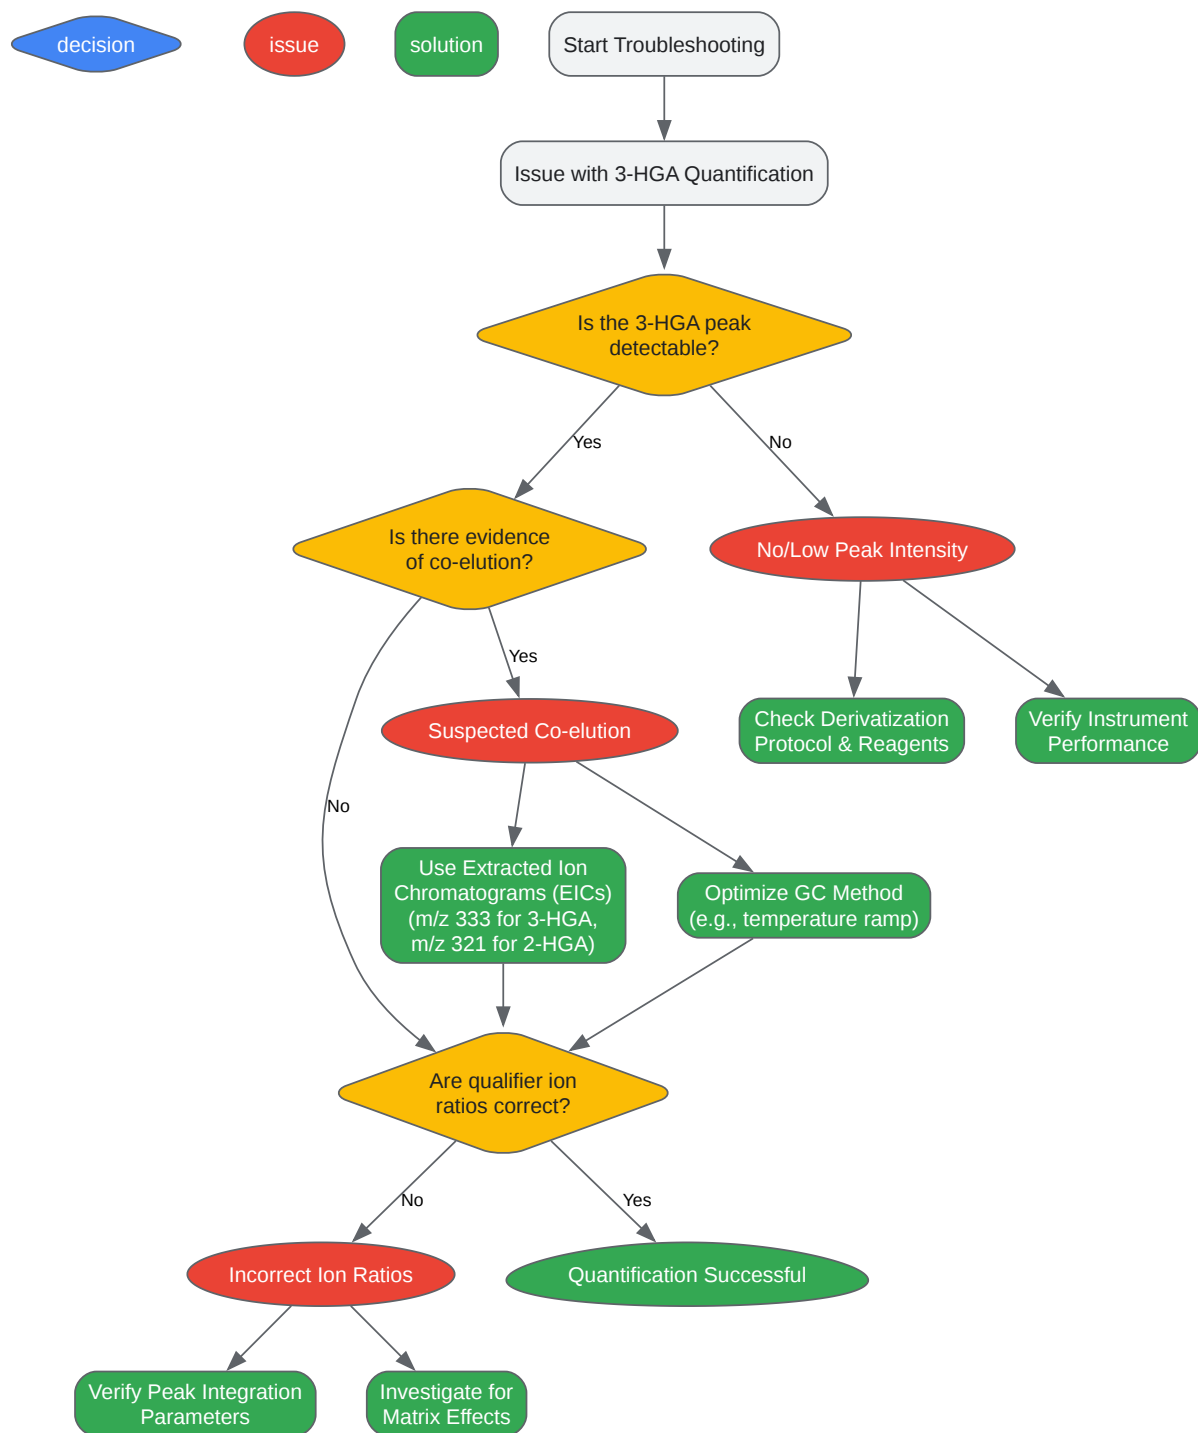 decision
issue
solution
Start Troubleshooting
Issue with 3-HGA Quantification
Is the 3-HGA peak
detectable?
Yes
No
Is there evidence
of co-elution?
No/Low Peak Intensity
Yes
Suspected Co-elution
Check Derivatization
Protocol & Reagents
Verify Instrument
Performance
No
Use Extracted Ion
Chromatograms (EICs)
(m/z 333 for 3-HGA,
m/z 321 for 2-HGA)
Optimize GC Method
(e.g., temperature ramp)
Are qualifier ion
ratios correct?
No
Yes
Incorrect Ion Ratios
Quantification Successful
Verify Peak Integration
Parameters
Investigate for
Matrix Effects